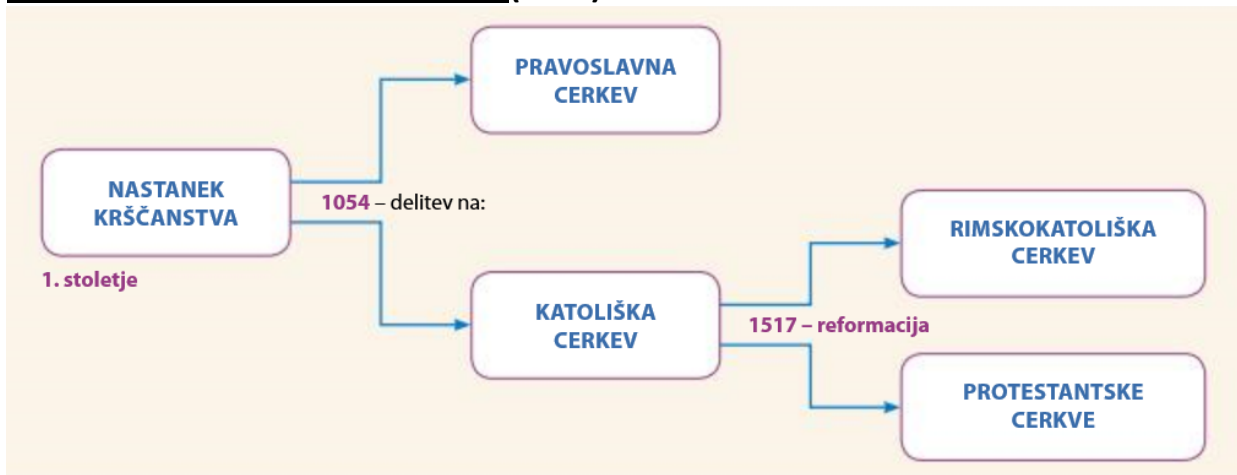 PRAVOSLAVNA
CERKEV
NASTANEK
KRŠČANSTVA
1054 – delitev na:
1. stoletje
RIMSKOKATOLIŠKA
CERKEV
KATOLIŠKA
CERKEV
1517 – reformacija
PROTESTANTSKE
CERKVE